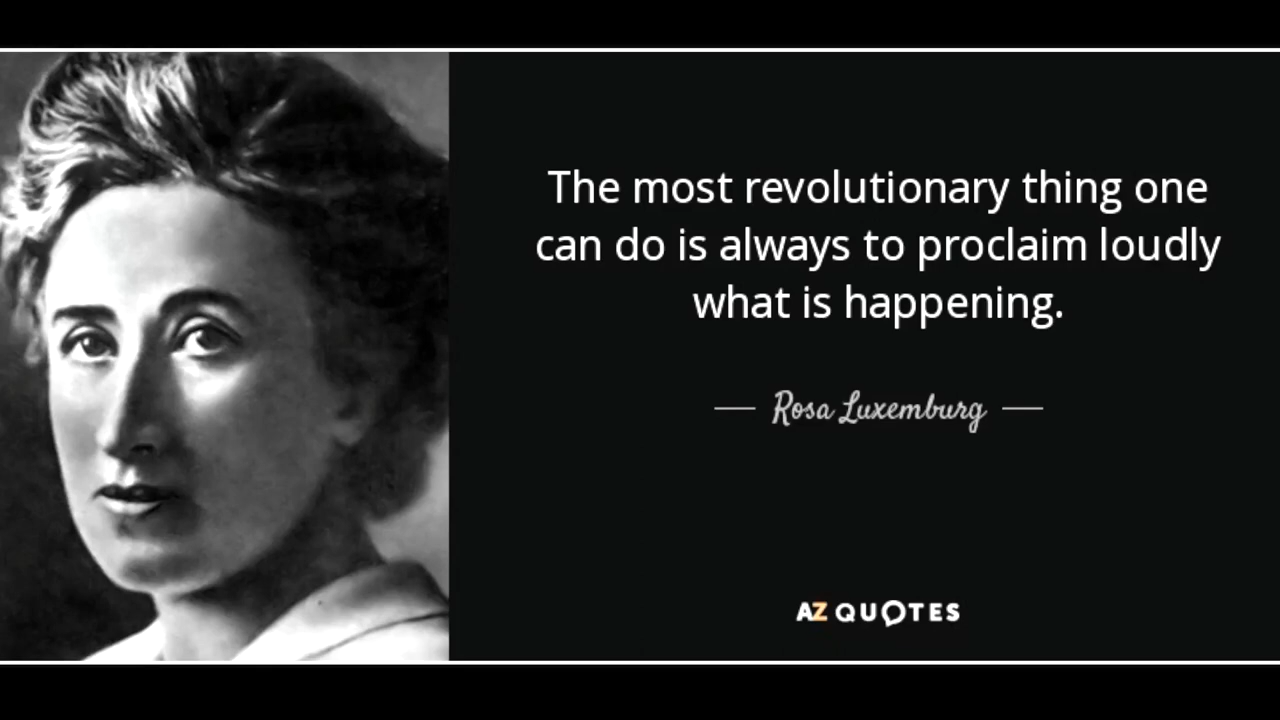 The most revolutionary thing one
can do is always to proclaim loudly
what is happening.
Rosa Luxemburg
AZ QUOTES